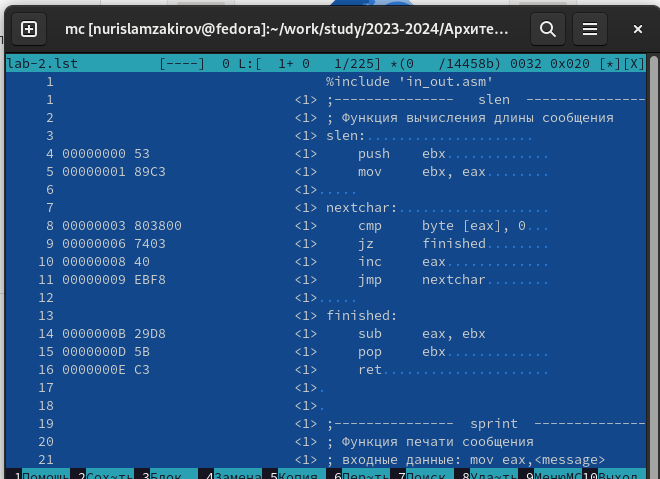 mc [nurislamzakirov@fedora]:~/work/study/2023-2024/Архите...
lab-2.lst [----] 0 L:[ 1+ 0 1/225] *(0 /14458b) 0032 0x020 [*][X]
1 %include 'in_out.asm'
1 <1> ;--------------- slen ---------------
2 <1> ; Функция вычисления длины сообщения
3 <1> slen:.....................
4 00000000 53 <1> push ebx.............
5 00000001 89C3 <1> mov ebx, eax........
6 <1>.....
7 <1> nextchar:...................
8 00000003 803800 <1> cmp byte [eax], 0...
9 00000006 7403 <1> jz finished........
10 00000008 40 <1> inc eax.............
11 00000009 EBF8 <1> jmp nextchar........
12 <1>.....
13 <1> finished:
14 0000000B 29D8 <1> sub eax, ebx
15 0000000D 5B <1> pop ebx.............
16 0000000E C3 <1> ret.....................
17 <1>.
18 <1>.
19 <1> ;--------------- sprint --------------
20 <1> ; Функция печати сообщения
21 <1> ; входные данные: mov eax,<message>
1Помощь 2Сох~ть 3Блок 4Замена 5Копия 6Пер~ть 7Поиск 8Уда~ть 9МенюMC 10Выход